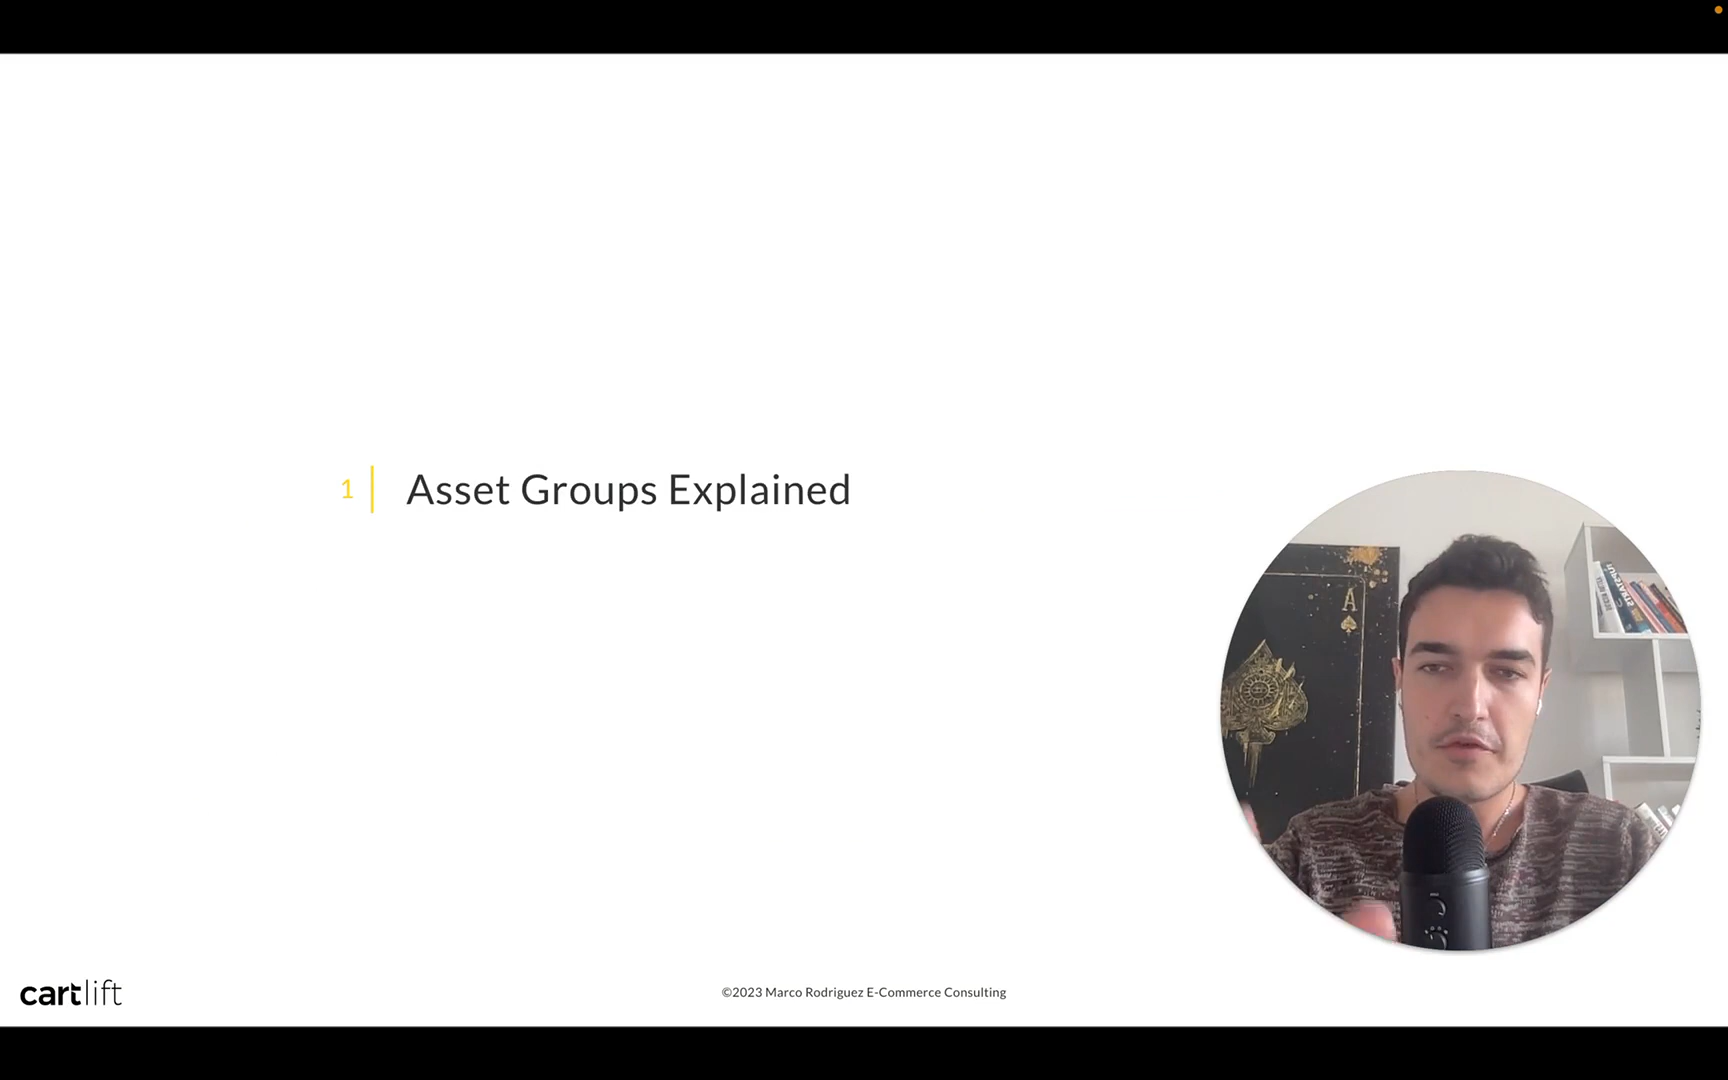 1 Asset Groups Explained
A
cartlift
©2023 Marco Rodriguez E-Commerce Consulting